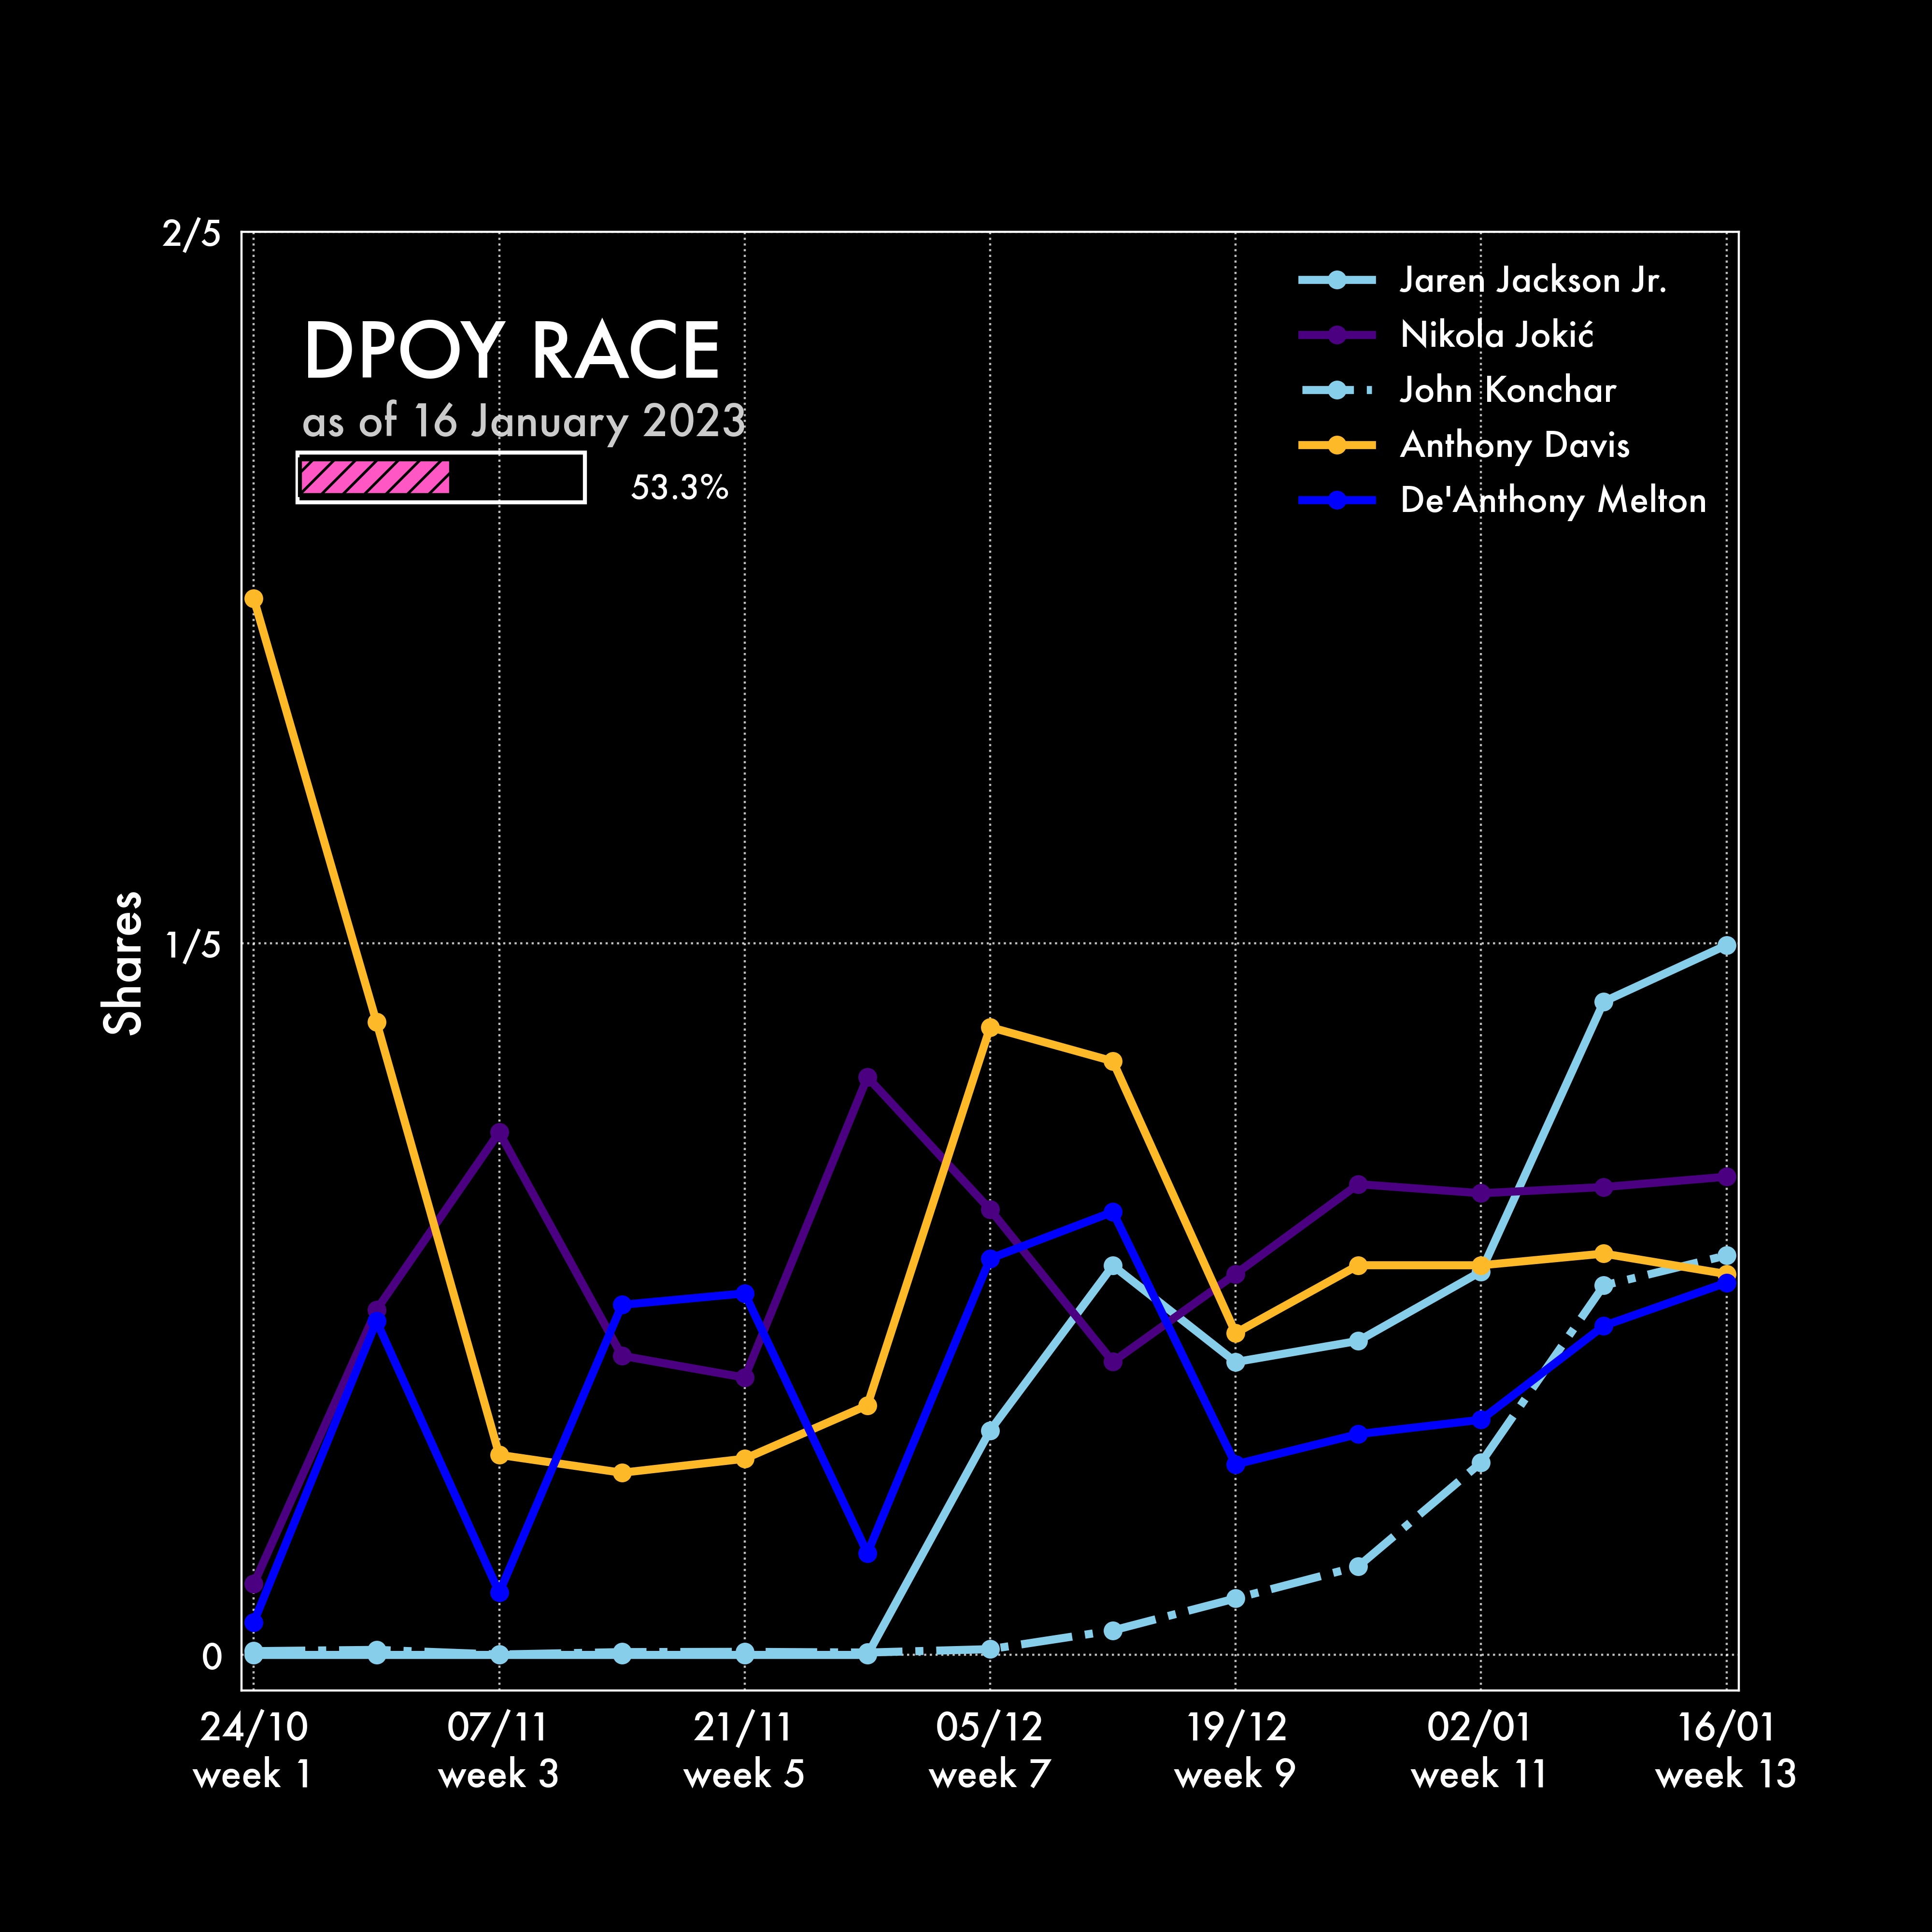 2/5
DPOY RACE
as of 16 January 2023
53.3%
Jaren Jackson Jr.
Nikola Jokić
John Konchar
Anthony Davis
De'Anthony Melton
Shares
1/5
0
24/10 07/11 21/11 05/12 19/12 02/01 16/01
week 1 week 3 week 5 week 7 week 9 week 11 week 13